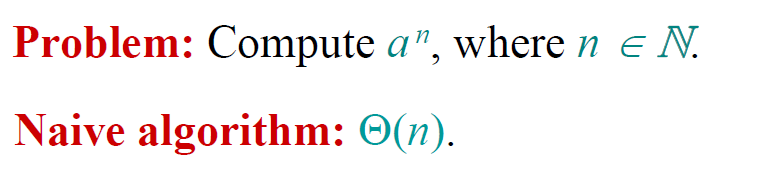 Problem: Compute aⁿ, where n ∈ ℕ.
Naive algorithm: Θ(n).